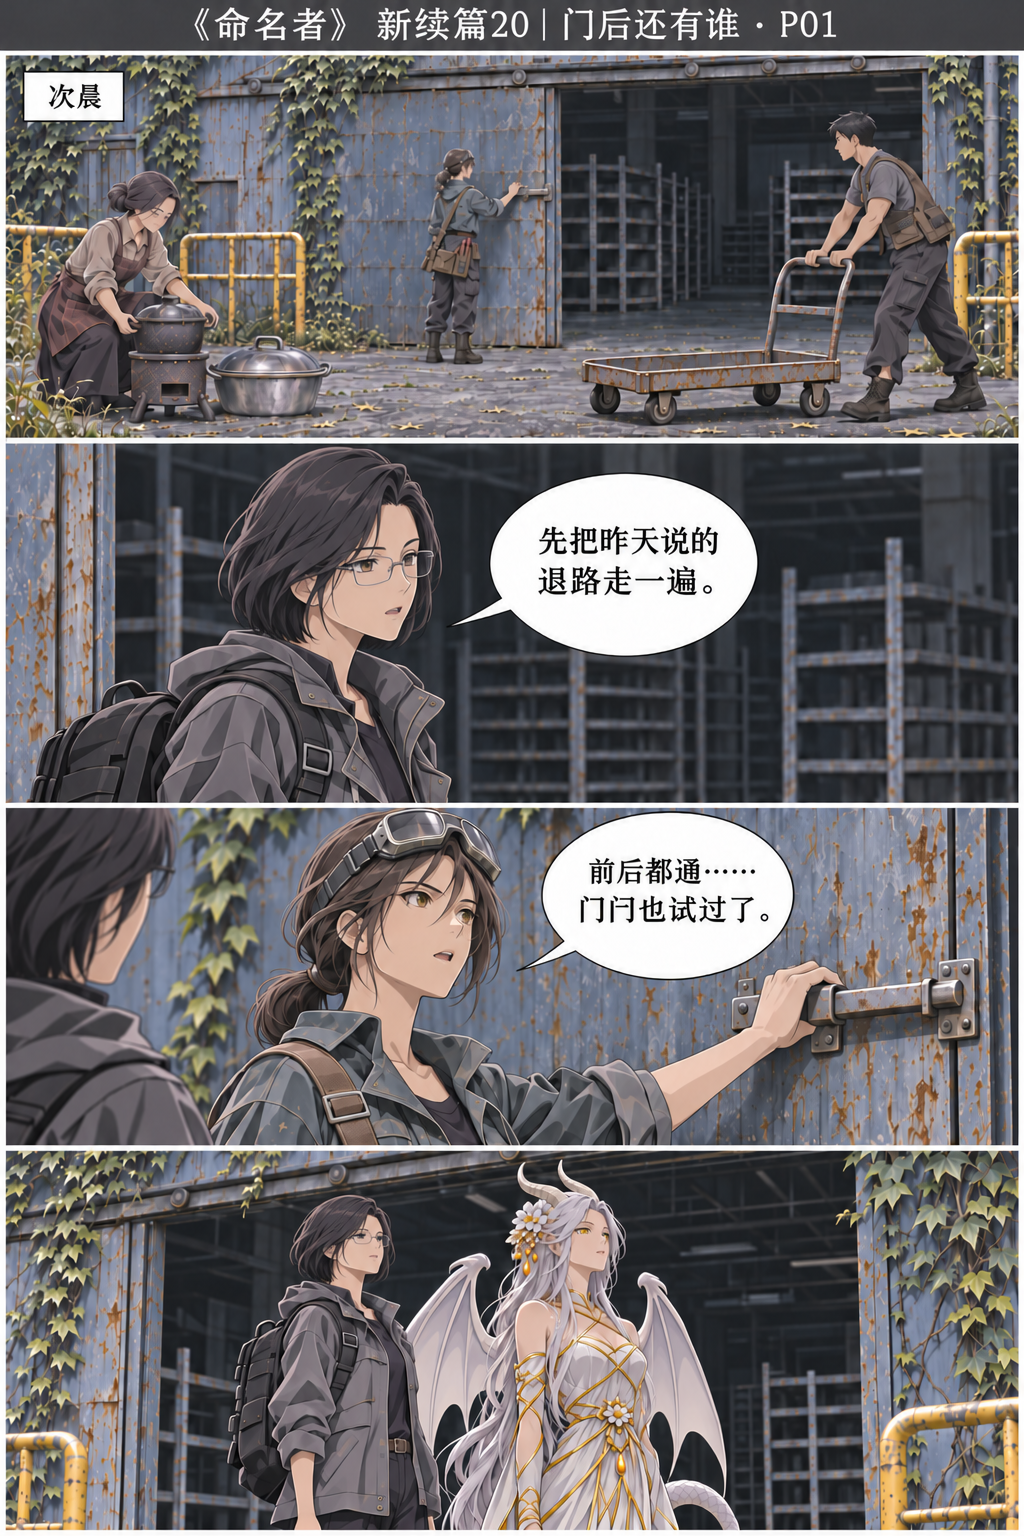 《命名者》 新续篇20 | 门后还有谁 · P01
次晨
先把昨天说的
退路走一遍。
前后都通……
门闩也试过了。